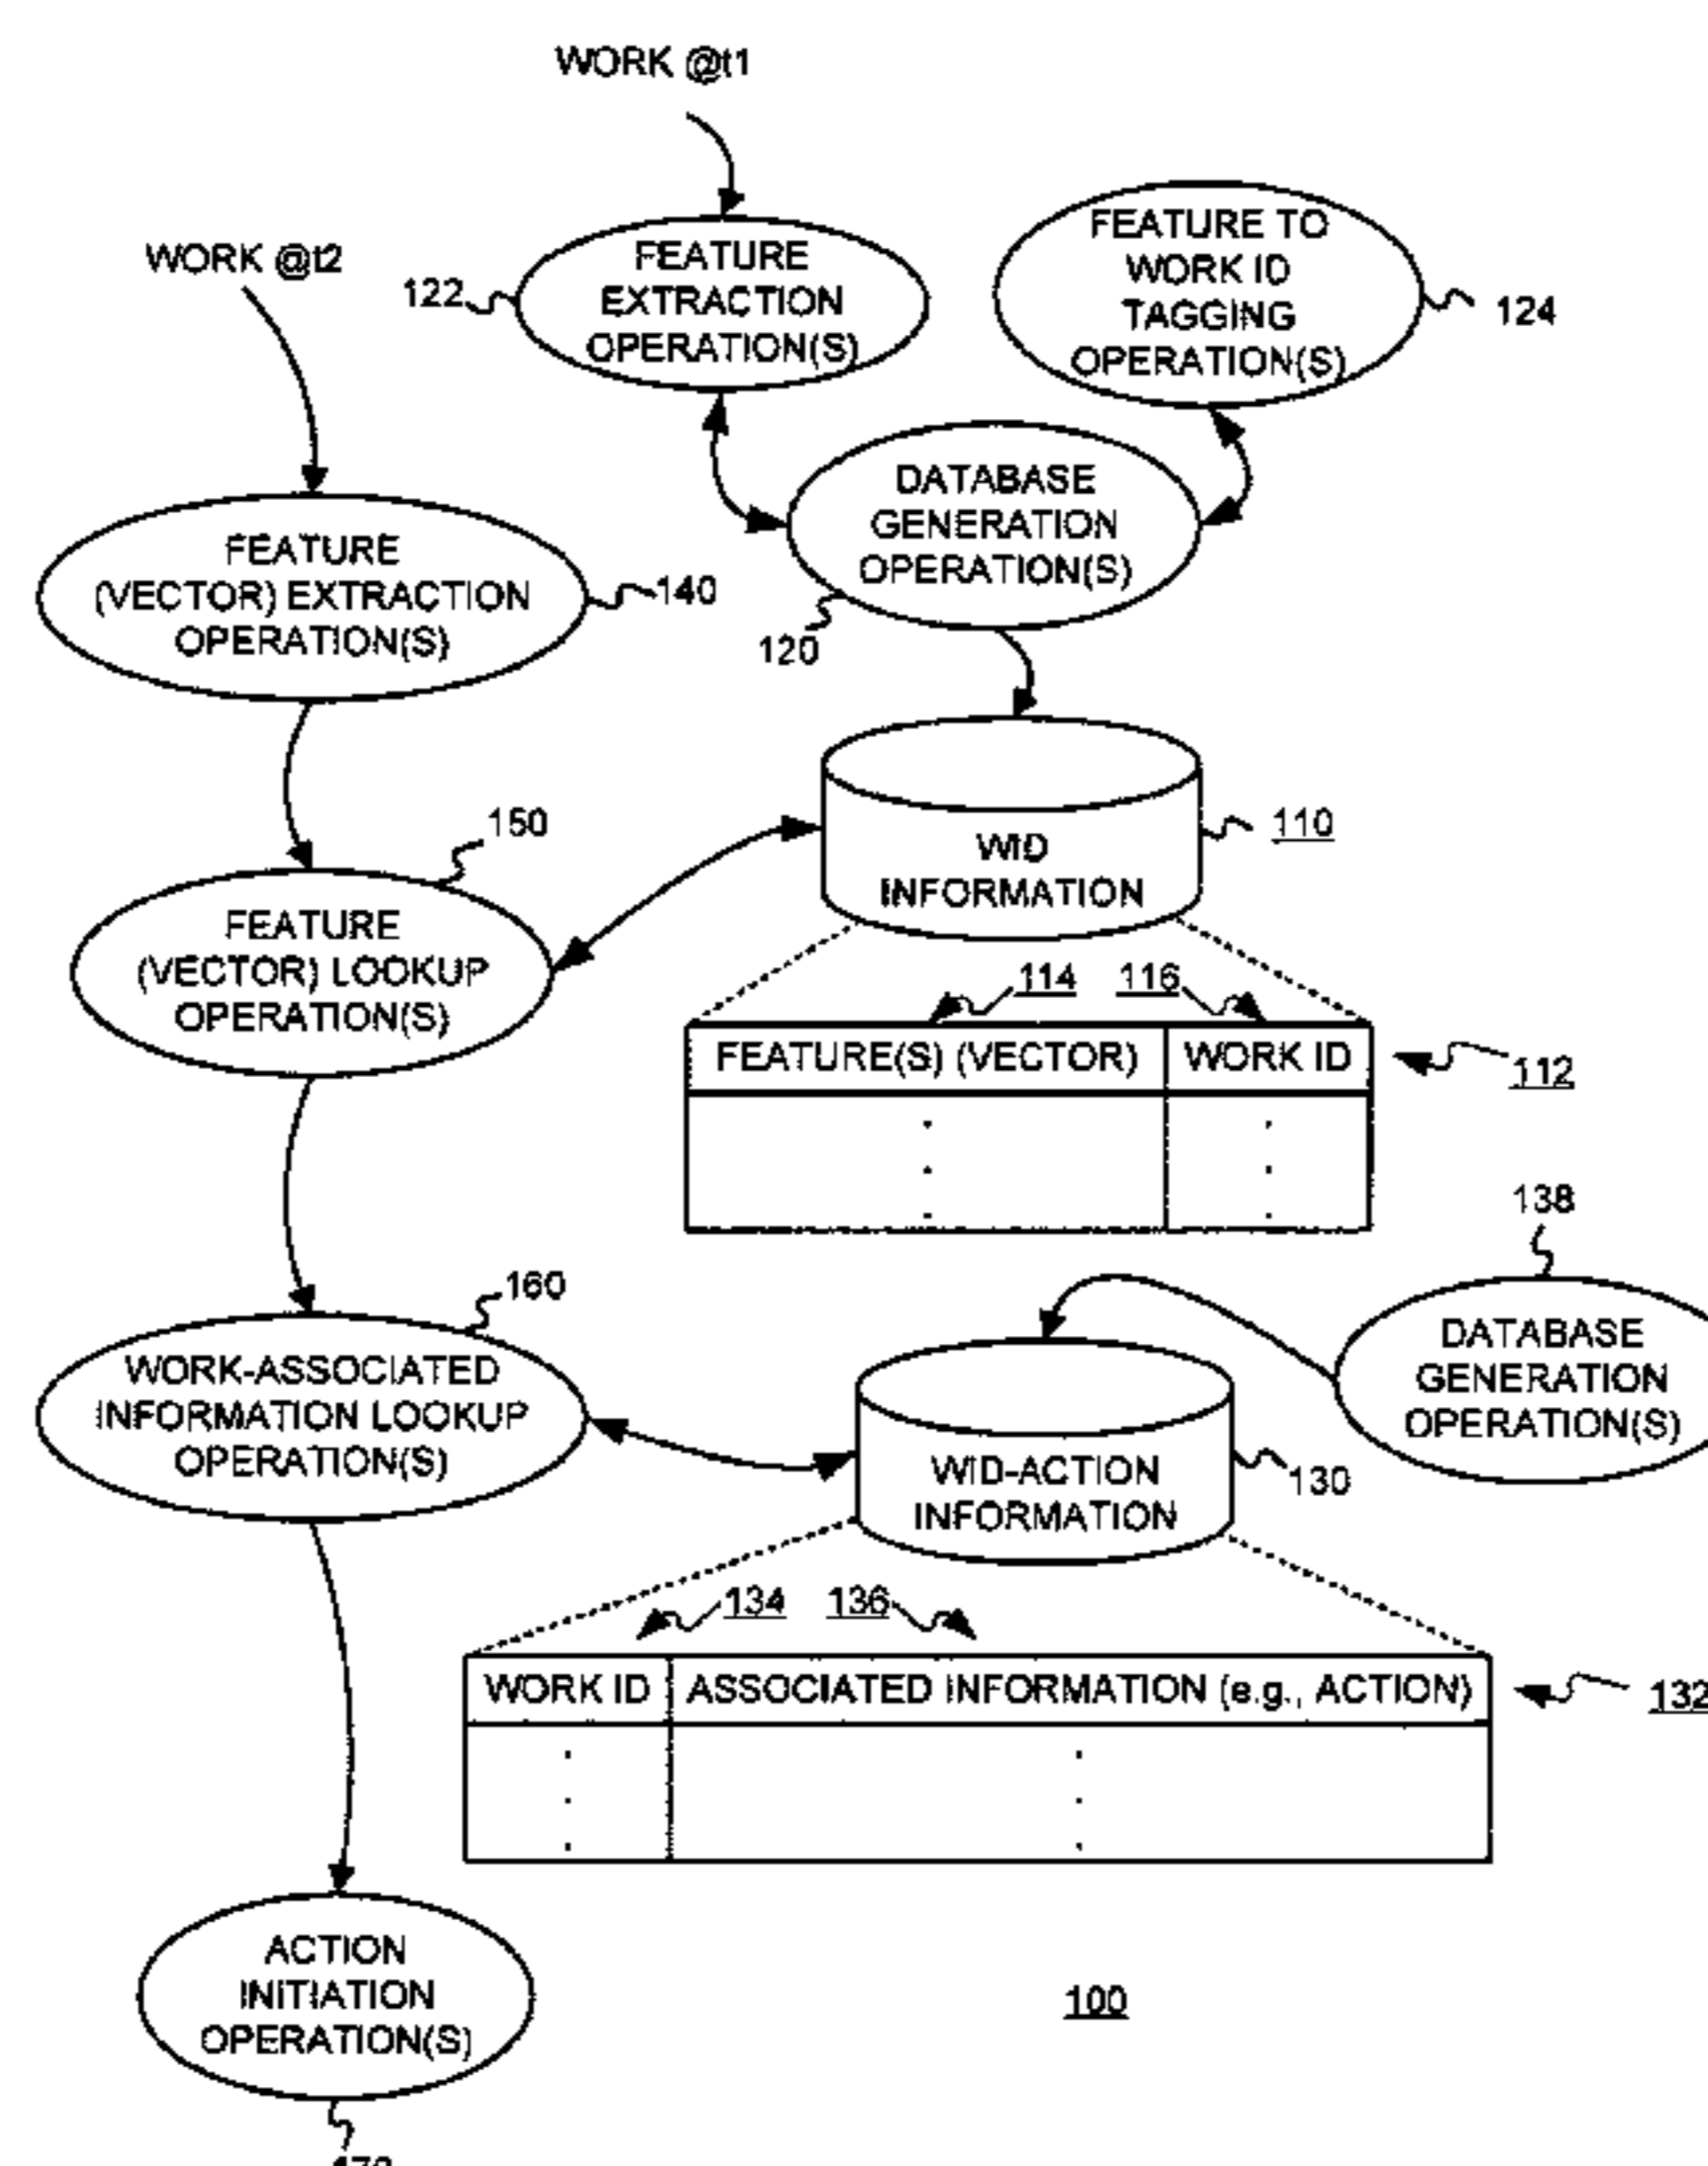 WORK @t1
WORK @t2
122
FEATURE
EXTRACTION
OPERATION(S)
FEATURE TO
WORK ID
TAGGING
OPERATION(S)
124
DATABASE
GENERATION
OPERATION(S)
120
FEATURE
(VECTOR) EXTRACTION
OPERATION(S)
140
150
FEATURE
(VECTOR) LOOKUP
OPERATION(S)
WID
INFORMATION
110
114 116
FEATURE(S) (VECTOR) WORK ID
112
138
DATABASE
GENERATION
OPERATION(S)
160
WORK-ASSOCIATED
INFORMATION LOOKUP
OPERATION(S)
WID-ACTION
INFORMATION
130
134 136
WORK ID ASSOCIATED INFORMATION (e.g., ACTION)
132
ACTION
INITIATION
OPERATION(S)
100